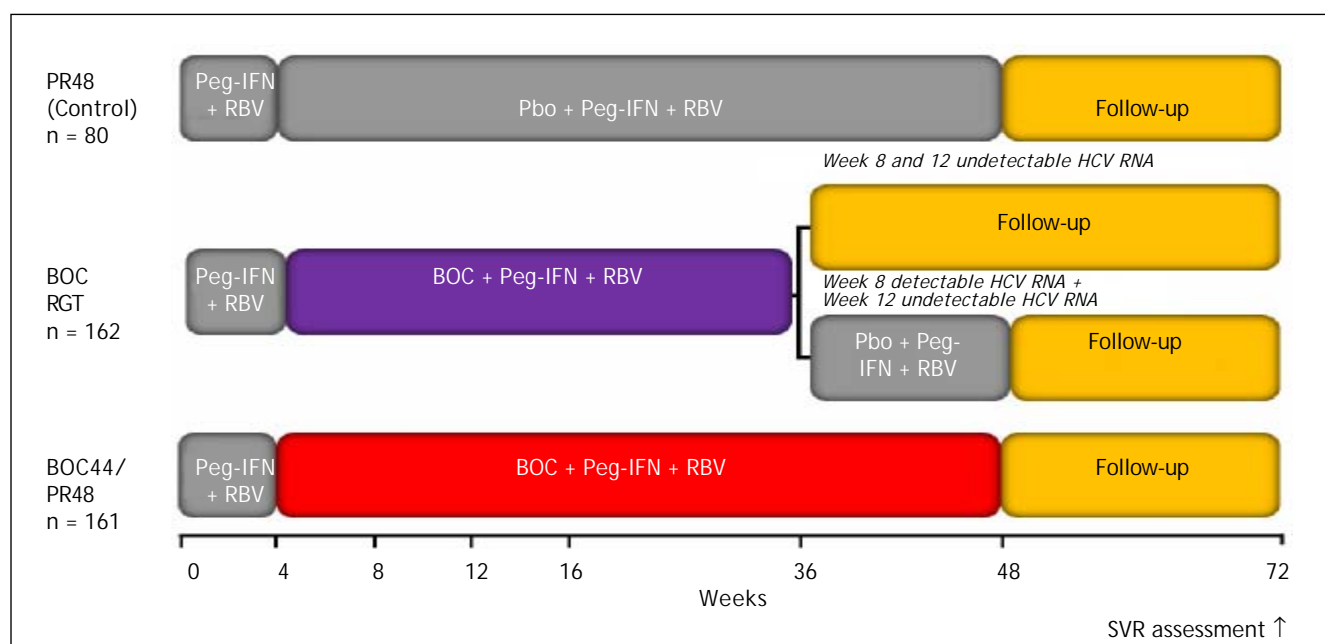 PR48
(Control)
n = 80
Peg-IFN
+ RBV
Pbo + Peg-IFN + RBV
Follow-up
Week 8 and 12 undetectable HCV RNA
BOC
RGT
n = 162
Peg-IFN
+ RBV
BOC + Peg-IFN + RBV
Follow-up
Week 8 detectable HCV RNA +
Week 12 undetectable HCV RNA
Pbo + Peg-
IFN + RBV
Follow-up
BOC44/
PR48
n = 161
Peg-IFN
+ RBV
BOC + Peg-IFN + RBV
Follow-up
0 4 8 12 16 36 48 72
Weeks
SVR assessment ↑